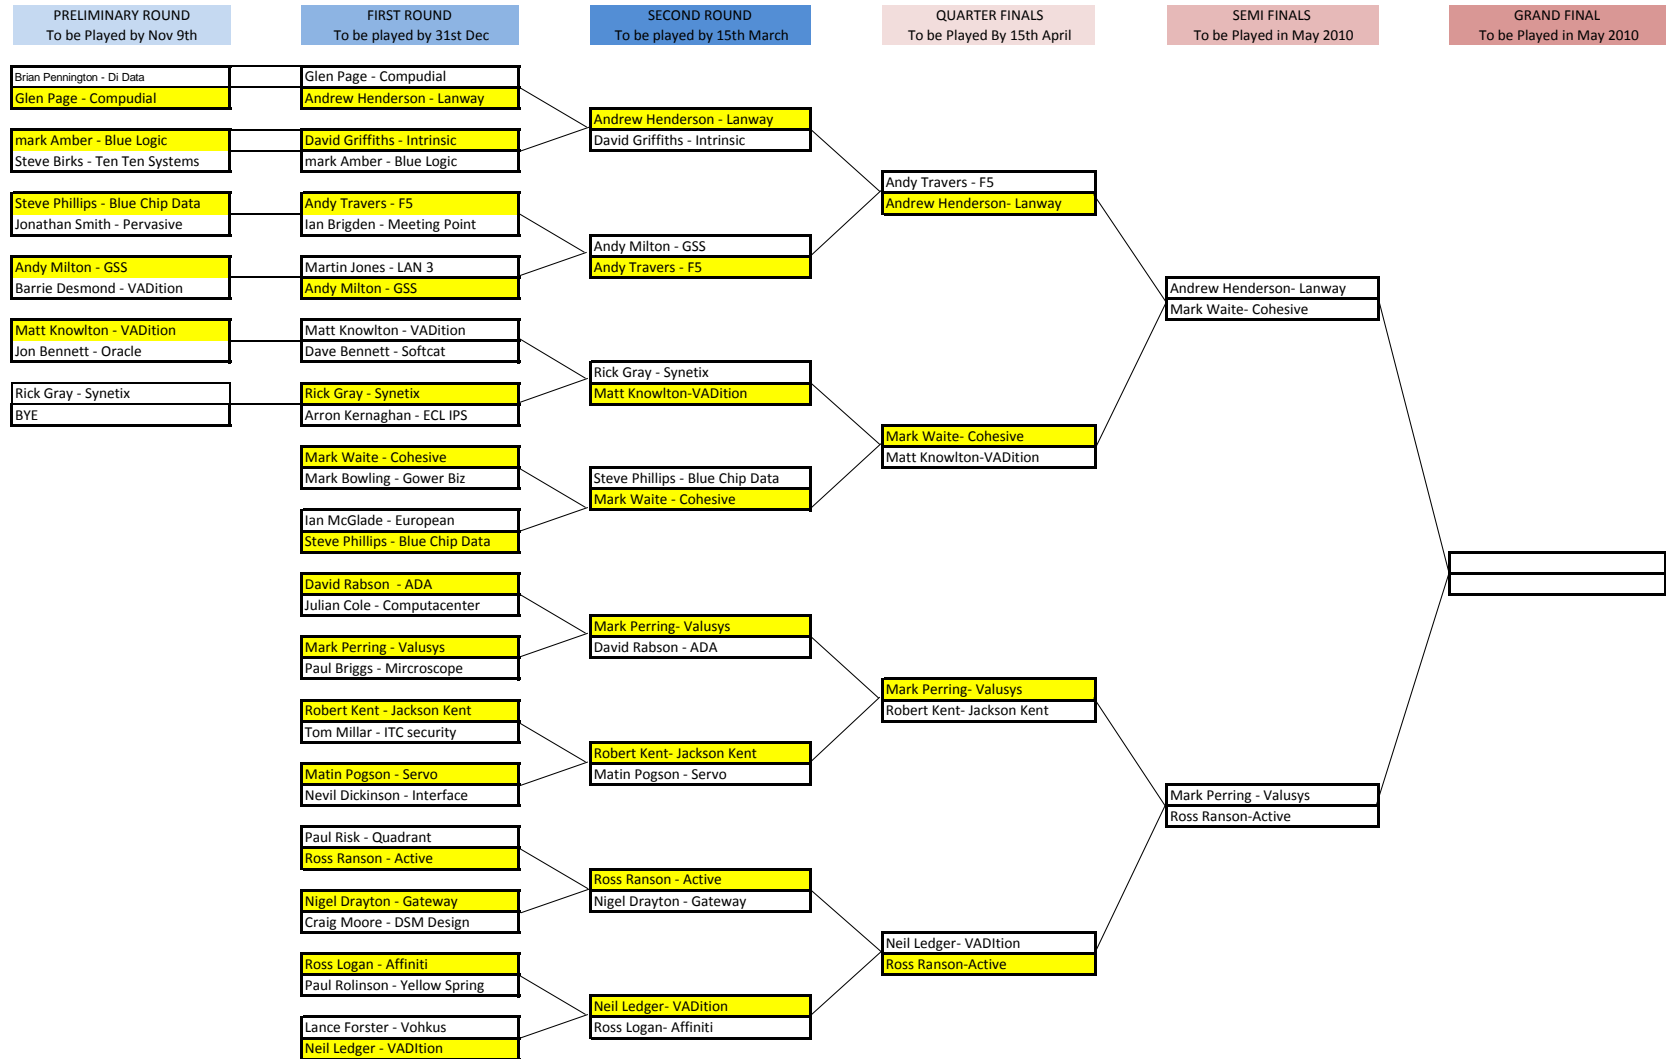 PRELIMINARY ROUND
To be Played by Nov 9th
FIRST ROUND
To be played by 31st Dec
SECOND ROUND
To be played by 15th March
QUARTER FINALS
To be Played By 15th April
SEMI FINALS
To be Played in May 2010
GRAND FINAL
To be Played in May 2010
Brian Pennington - Di Data
Glen Page - Compudial
mark Amber - Blue Logic
Steve Birks - Ten Ten Systems
Steve Phillips - Blue Chip Data
Jonathan Smith - Pervasive
Andy Milton - GSS
Barrie Desmond - VADition
Matt Knowlton - VADition
Jon Bennett - Oracle
Rick Gray - Synetix
BYE
Glen Page - Compudial
Andrew Henderson - Lanway
David Griffiths - Intrinsic
mark Amber - Blue Logic
Andy Travers - F5
Ian Brigden - Meeting Point
Martin Jones - LAN 3
Andy Milton - GSS
Matt Knowlton - VADition
Dave Bennett - Softcat
Rick Gray - Synetix
Arron Kernaghan - ECL IPS
Mark Waite - Cohesive
Mark Bowling - Gower Biz
Ian McGlade - European
Steve Phillips - Blue Chip Data
David Rabson  - ADA
Julian Cole - Computacenter
Mark Perring - Valusys
Paul Briggs - Mircroscope
Robert Kent - Jackson Kent
Tom Millar - ITC security
Matin Pogson - Servo
Nevil Dickinson - Interface
Paul Risk - Quadrant
Ross Ranson - Active
Nigel Drayton - Gateway
Craig Moore - DSM Design
Ross Logan - Affiniti
Paul Rolinson - Yellow Spring
Lance Forster - Vohkus
Neil Ledger - VADItion
Andrew Henderson - Lanway
David Griffiths - Intrinsic
Andy Milton - GSS
Andy Travers - F5
Rick Gray - Synetix
Matt Knowlton-VADition
Steve Phillips - Blue Chip Data
Mark Waite - Cohesive
Mark Perring- Valusys
David Rabson - ADA
Robert Kent- Jackson Kent
Matin Pogson - Servo
Ross Ranson - Active
Nigel Drayton - Gateway
Neil Ledger- VADition
Ross Logan- Affiniti
Andy Travers - F5
Andrew Henderson- Lanway
Mark Waite- Cohesive
Matt Knowlton-VADition
Mark Perring- Valusys
Robert Kent- Jackson Kent
Neil Ledger- VADItion
Ross Ranson-Active
Andrew Henderson- Lanway
Mark Waite- Cohesive
Mark Perring - Valusys
Ross Ranson-Active